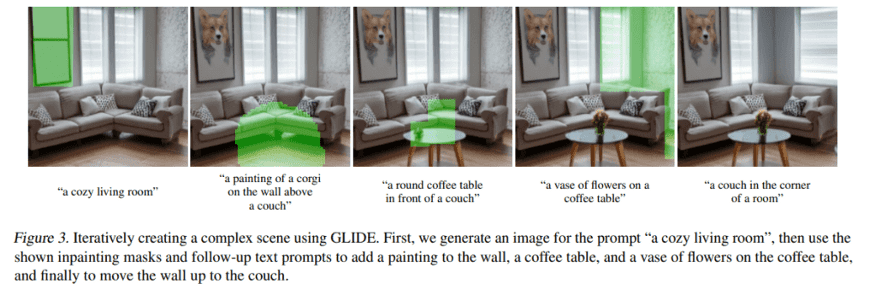 "a cozy living room"
"a painting of a corgi
on the wall above
a couch"
"a round coffee table
in front of a couch"
"a vase of flowers on a
coffee table"
"a couch in the corner
of a room"
Figure 3. Iteratively creating a complex scene using GLIDE. First, we generate an image for the prompt "a cozy living room", then use the
shown inpainting masks and follow-up text prompts to add a painting to the wall, a coffee table, and a vase of flowers on the coffee table,
and finally to move the wall up to the couch.